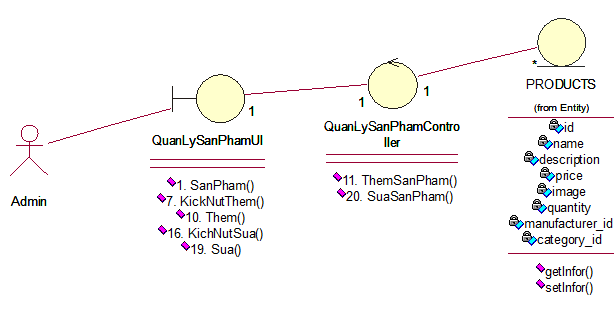 Admin
QuanLySanPhamUI
1. SanPham()
7. KickNutThem()
10. Them()
16. KichNutSua()
19. Sua()
1
1
1
*
QuanLySanPhamContro
ller
11. ThemSanPham()
20. SuaSanPham()
PRODUCTS
(from Entity)
id
name
description
price
image
quantity
manufacturer_id
category_id
getInfor()
setInfor()